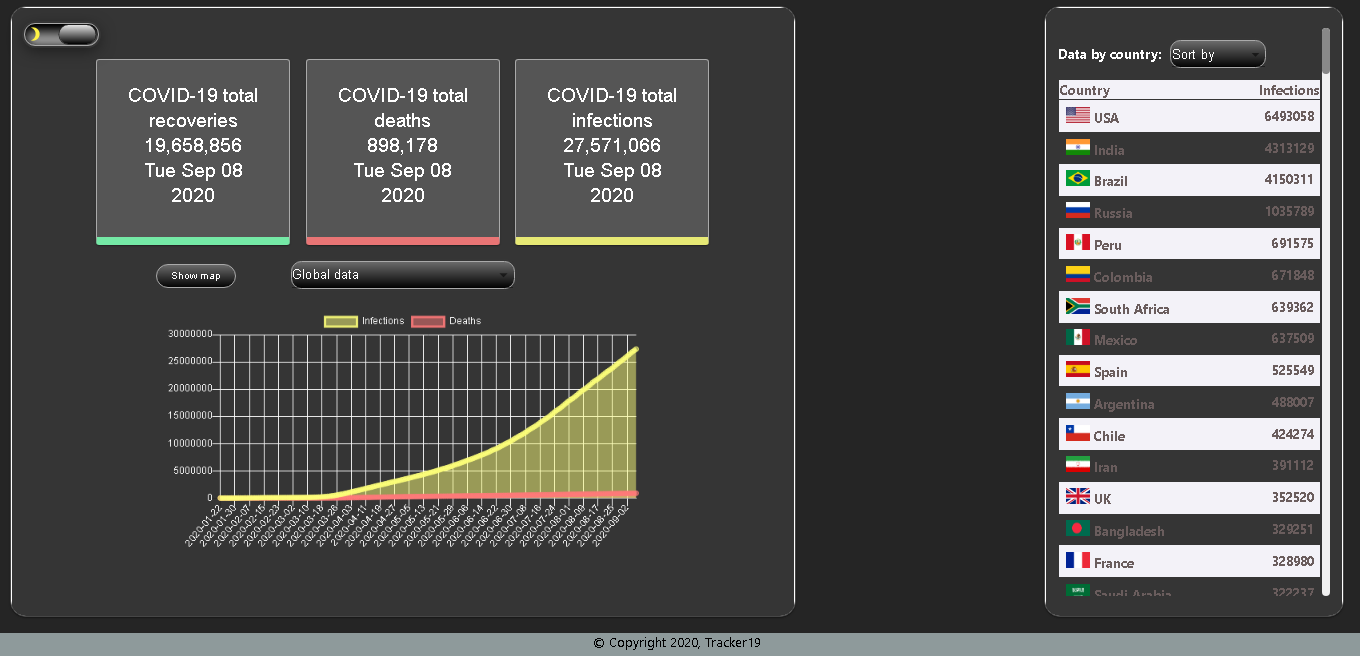 COVID-19 total
recoveries
19,658,856
Tue Sep 08
2020
COVID-19 total
deaths
898,178
Tue Sep 08
2020
COVID-19 total
infections
27,571,066
Tue Sep 08
2020
Show map
Global data
Infections
Deaths
30000000
25000000
20000000
15000000
10000000
5000000
0
2020-01-22
2020-01-30
2020-02-07
2020-02-15
2020-02-23
2020-03-02
2020-03-10
2020-03-18
2020-03-26
2020-04-03
2020-04-11
2020-04-19
2020-04-27
2020-05-05
2020-05-13
2020-05-21
2020-05-29
2020-06-06
2020-06-14
2020-06-22
2020-06-30
2020-07-08
2020-07-16
2020-07-24
2020-08-01
2020-08-09
2020-08-17
2020-08-25
2020-09-02
Data by country: Sort by
Country Infections
USA 6493058
India 4313129
Brazil 4150311
Russia 1035789
Peru 691575
Colombia 671848
South Africa 639362
Mexico 637509
Spain 525549
Argentina 488007
Chile 424274
Iran 391112
UK 352520
Bangladesh 329251
France 328980
Saudi Arabia 322237
© Copyright 2020, Tracker19